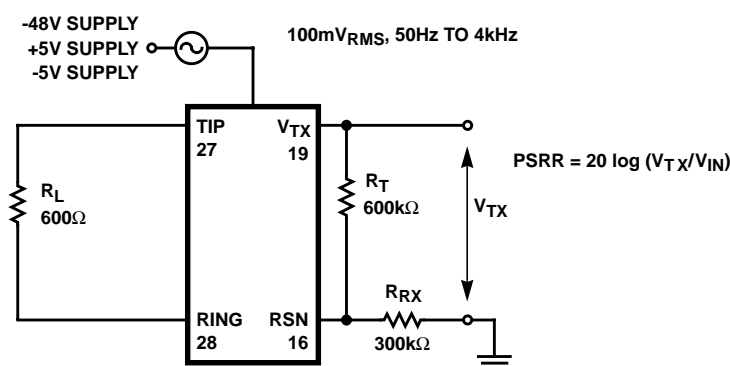 -48V SUPPLY
+5V SUPPLY
-5V SUPPLY
100mVRMS, 50Hz TO 4kHz
TIP
27
VTX
19
PSRR = 20 log (VTX/VIN)
RL
600Ω
RT
600kΩ
VTX
RRX
300kΩ
RING
28
RSN
16